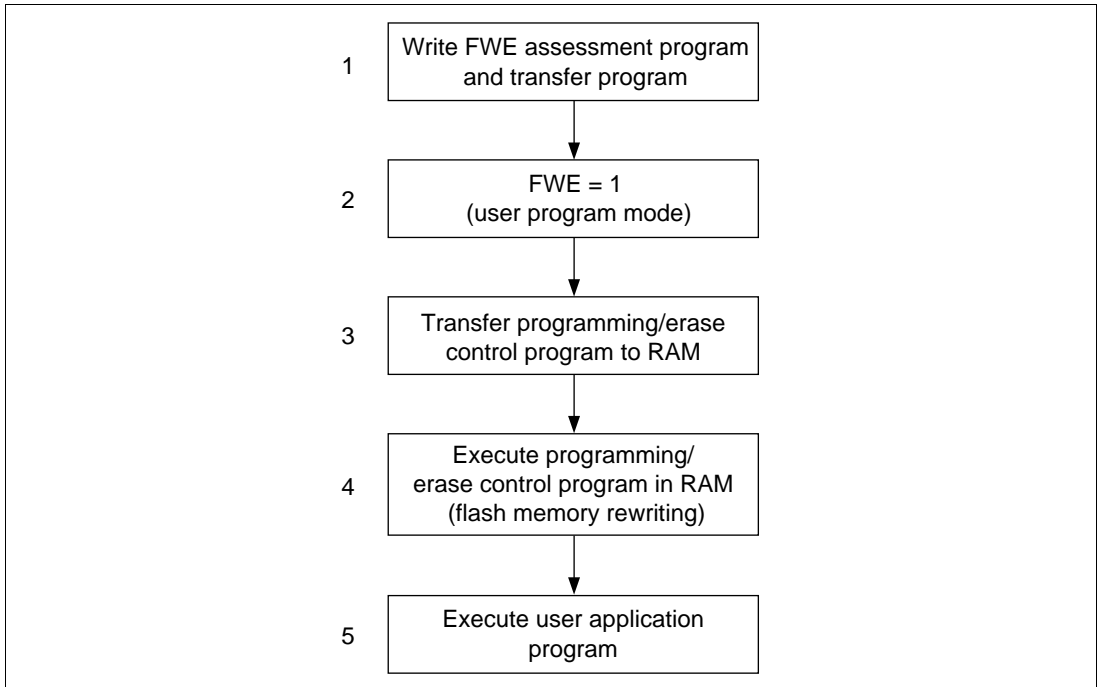 1
Write FWE assessment program
and transfer program
2
FWE = 1
(user program mode)
3
Transfer programming/erase
control program to RAM
4
Execute programming/
erase control program in RAM
(flash memory rewriting)
5
Execute user application
program